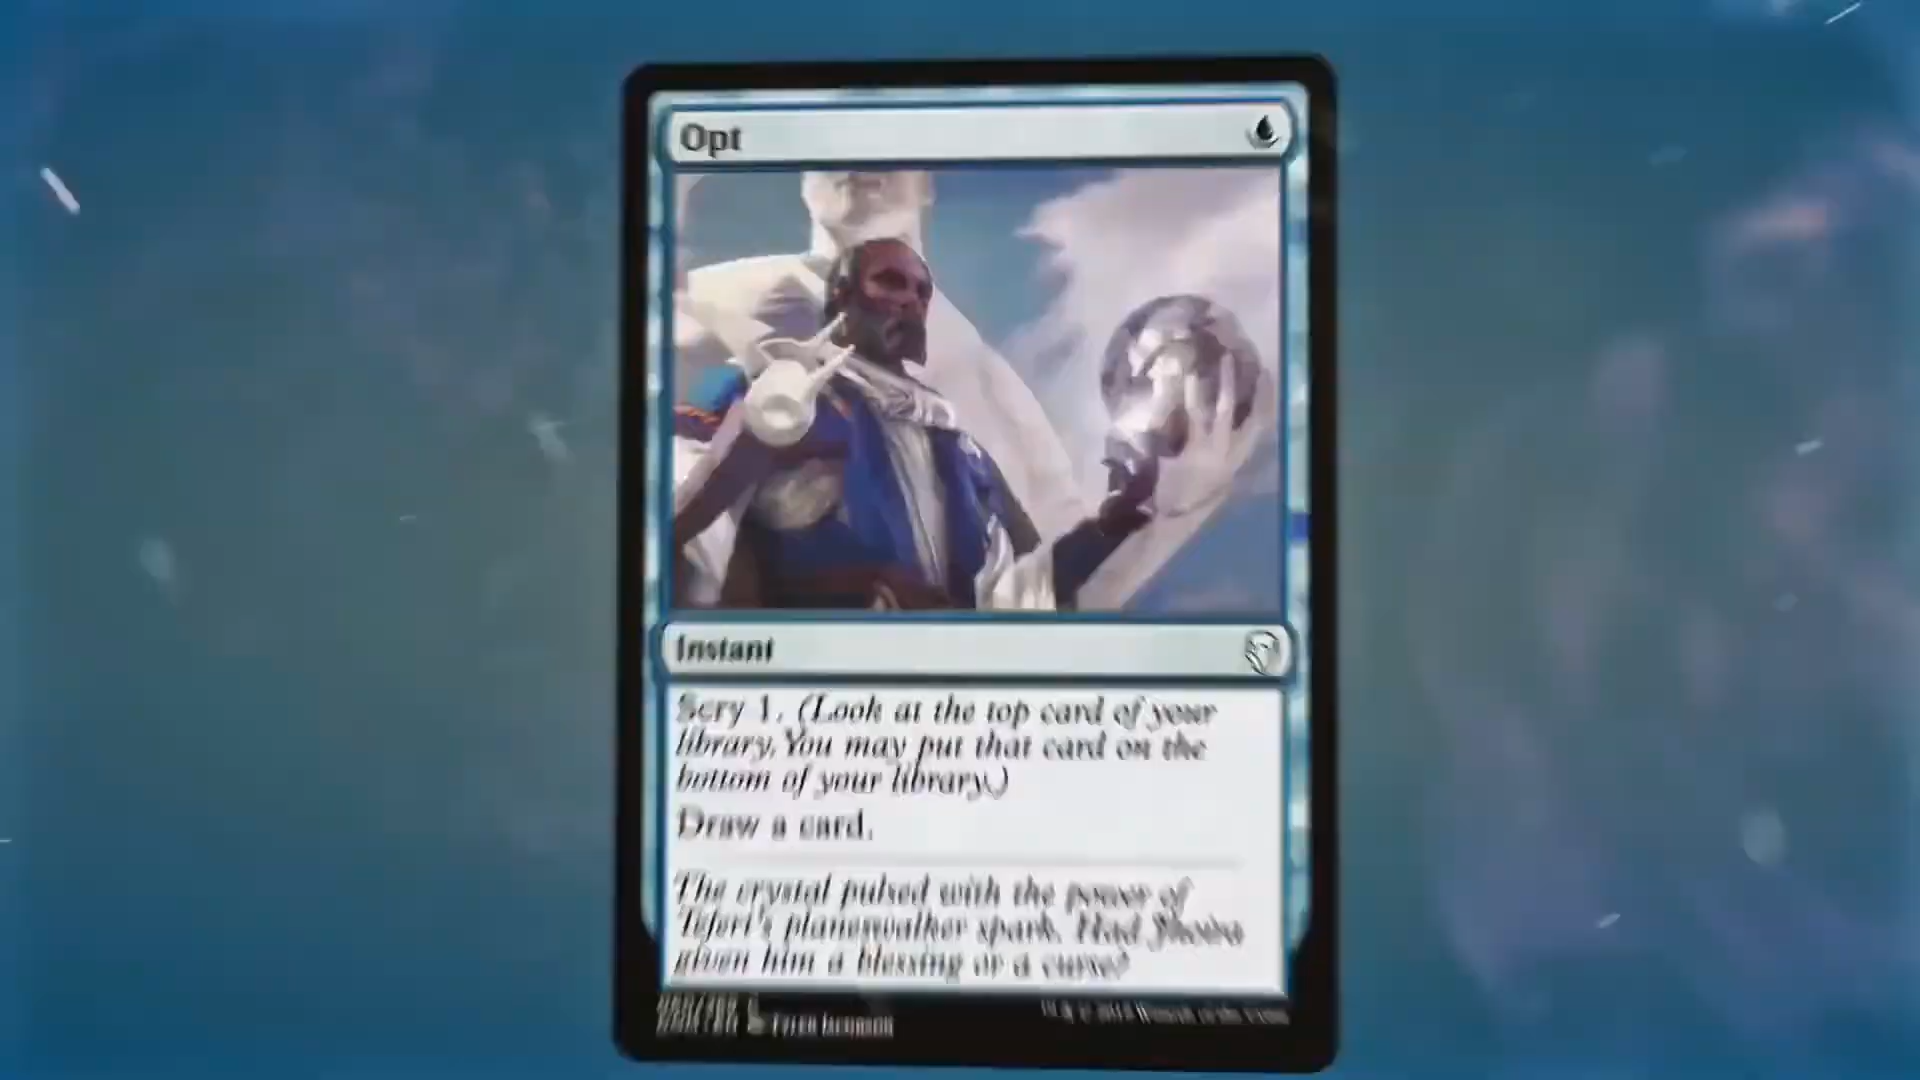 Opt
Instant
Scry 1. (Look at the top card of your
library. You may put that card on the
bottom of your library.)
Draw a card.
The crystal pulsed with the power of
Teferi's planeswalker spark. Had Jhoira
given him a blessing or a curse?